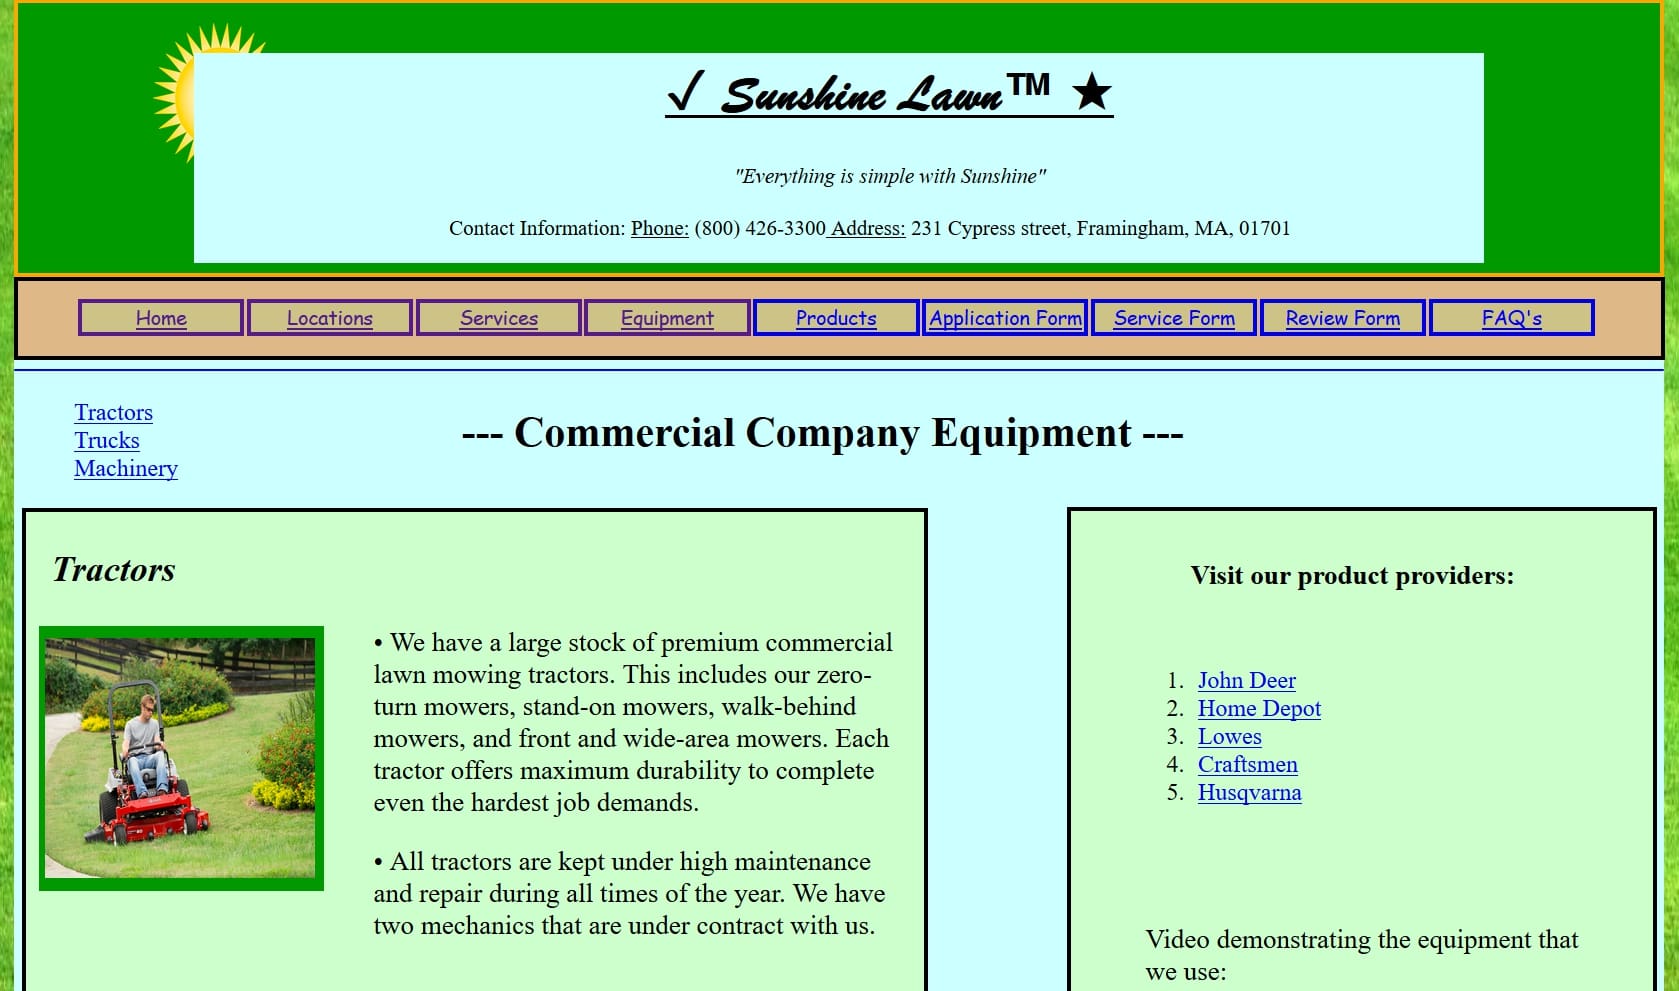 ✓ Sunshine Lawn™ ★
"Everything is simple with Sunshine"
Contact Information: Phone: (800) 426-3300 Address: 231 Cypress street, Framingham, MA, 01701
Home Locations Services Equipment Products Application Form Service Form Review Form FAQ's
Tractors
Trucks
Machinery
--- Commercial Company Equipment ---
Tractors
• We have a large stock of premium commercial
lawn mowing tractors. This includes our zero-
turn mowers, stand-on mowers, walk-behind
mowers, and front and wide-area mowers. Each
tractor offers maximum durability to complete
even the hardest job demands.
• All tractors are kept under high maintenance
and repair during all times of the year. We have
two mechanics that are under contract with us.
Visit our product providers:
1. John Deer
2. Home Depot
3. Lowes
4. Craftsmen
5. Husqvarna
Video demonstrating the equipment that
we use: